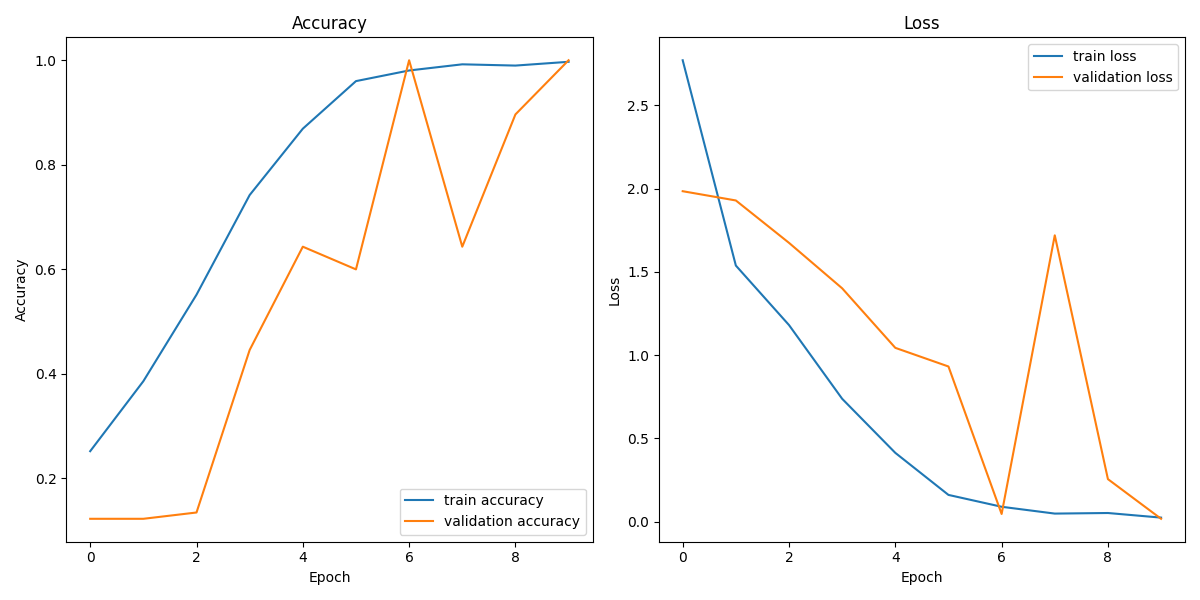 Accuracy
1.0
0.8
0.6
0.4
0.2
Accuracy
train accuracy
validation accuracy
0 2 4 6 8
Epoch
Loss
train loss
validation loss
2.5
2.0
1.5
1.0
0.5
0.0
Loss
0 2 4 6 8
Epoch